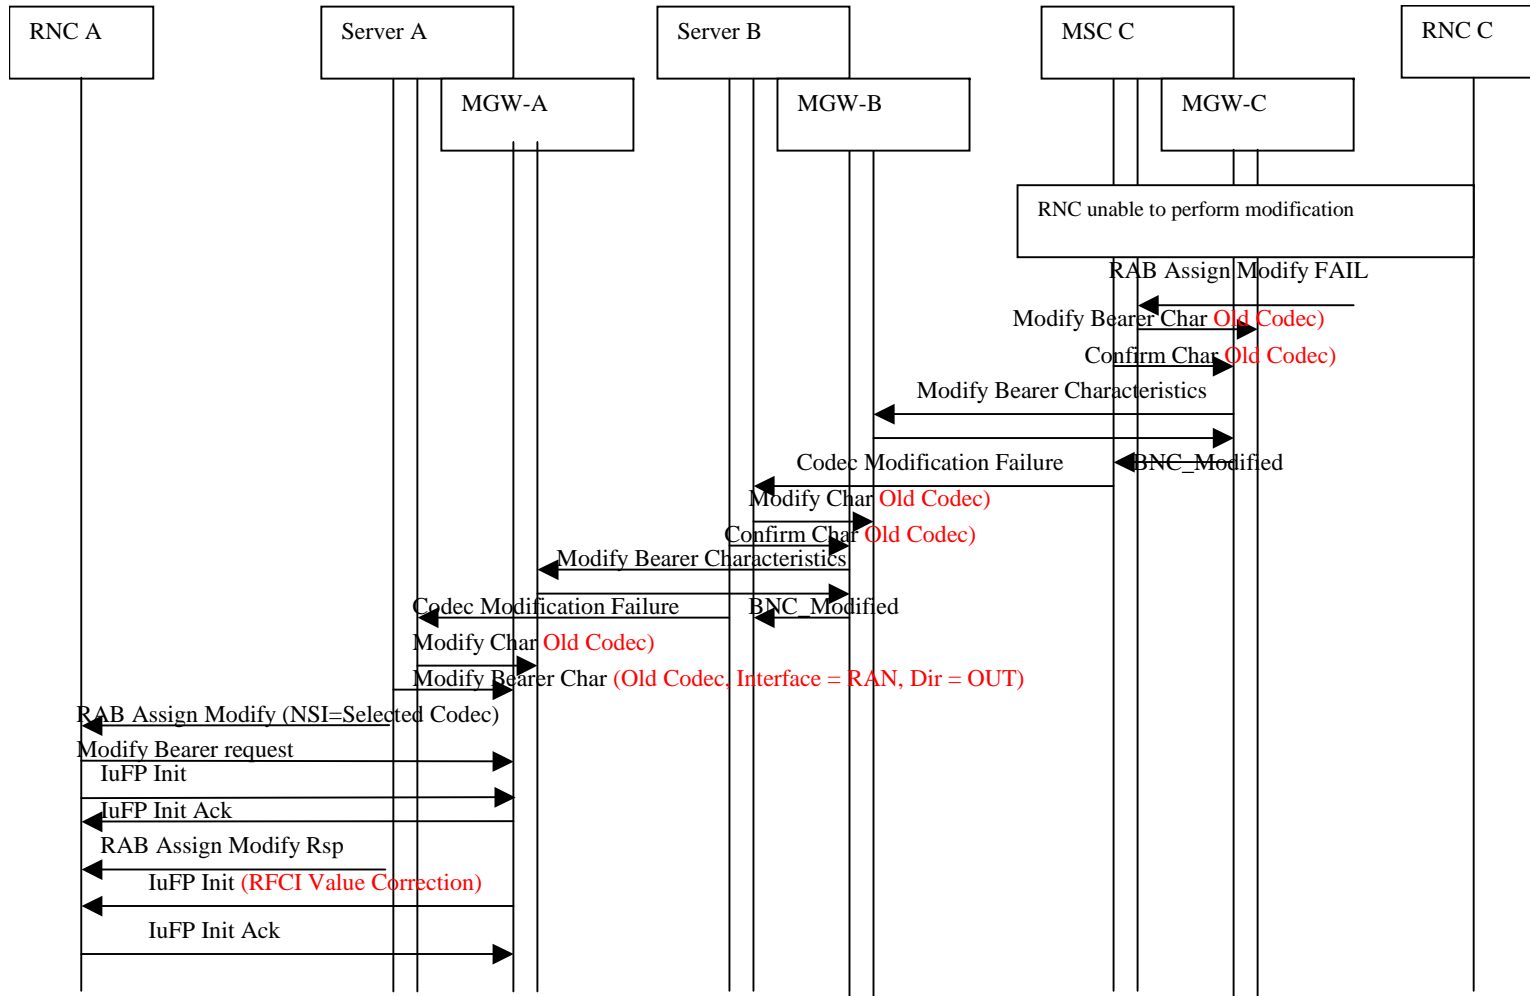 RNC A
Server A
Server B
MSC C
RNC C
MGW-A
MGW-B
MGW-C
RNC unable to perform modification
RAB Assign Modify FAIL
Modify Bearer Char Old Codec)
Confirm Char Old Codec)
Modify Bearer Characteristics
Codec Modification Failure
BNC_Modified
Modify Char Old Codec)
Confirm Char Old Codec)
Modify Bearer Characteristics
Codec Modification Failure
BNC_Modified
Modify Char Old Codec)
Modify Bearer Char (Old Codec, Interface = RAN, Dir = OUT)
RAB Assign Modify (NSI=Selected Codec)
Modify Bearer request
IuFP Init
IuFP Init Ack
RAB Assign Modify Rsp
IuFP Init (RFCI Value Correction)
IuFP Init Ack